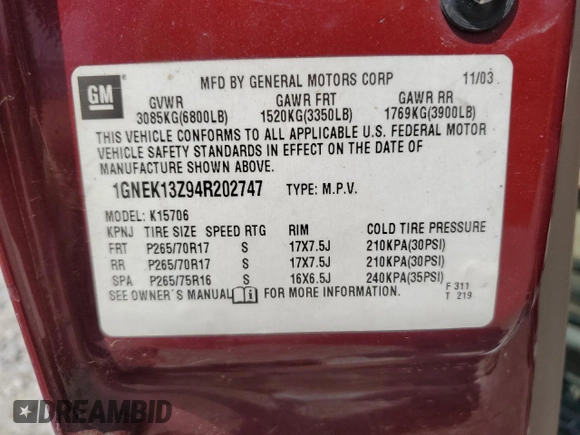 GM
MFD BY GENERAL MOTORS CORP 11/03
GVWR GAWR FRT GAWR RR
3085KG(6800LB) 1520KG(3350LB) 1769KG(3900LB)
THIS VEHICLE CONFORMS TO ALL APPLICABLE U.S. FEDERAL MOTOR
VEHICLE SAFETY STANDARDS IN EFFECT ON THE DATE OF
MANUFACTURE SHOWN ABOVE.
1GNEK13Z94R202747 TYPE: M.P.V.
MODEL: K15706
KPNJ TIRE SIZE SPEED RTG RIM COLD TIRE PRESSURE
FRT P265/70R17 S 17X7.5J 210KPA(30PSI)
RR P265/70R17 S 17X7.5J 210KPA(30PSI)
SPA P265/75R16 S 16X6.5J 240KPA(35PSI)
SEE OWNER'S MANUAL i FOR MORE INFORMATION.
F 311
T 219
DREAMBID